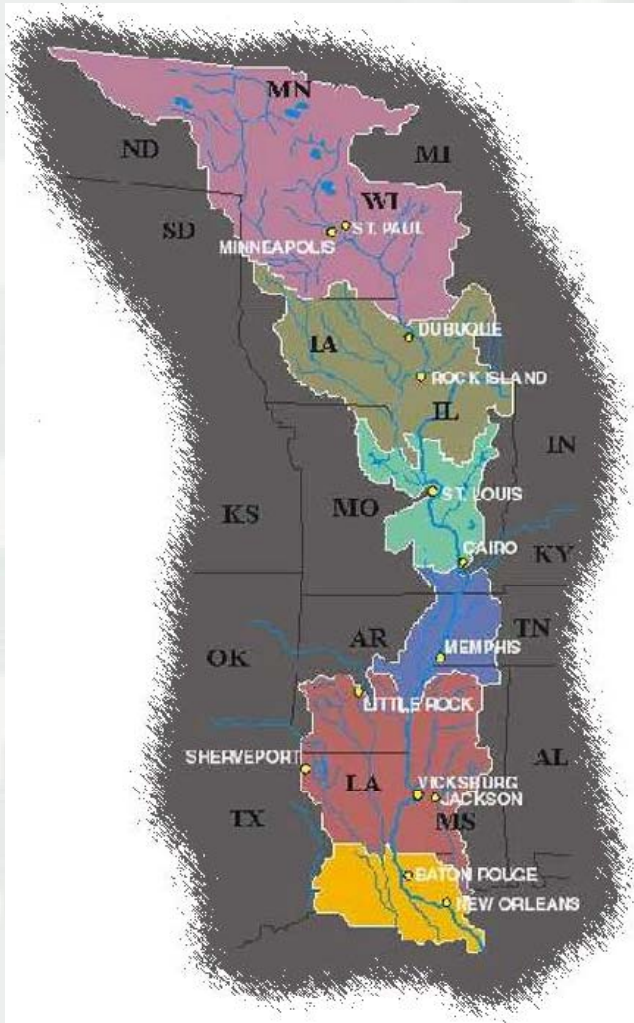 MN
ND
MI
WI
SD
ST. PAUL
MINNEAPOLIS
DUBUQUE
IA
ROCK ISLAND
IL
IN
ST. LOUIS
MO
KS
CAIRO
KY
TN
AR
MEMPHIS
OK
LITTLE ROCK
SHERVEPORT
AL
LA
VICKSBURG
JACKSON
TX
MS
BATON POUGE
NEW ORLEANS